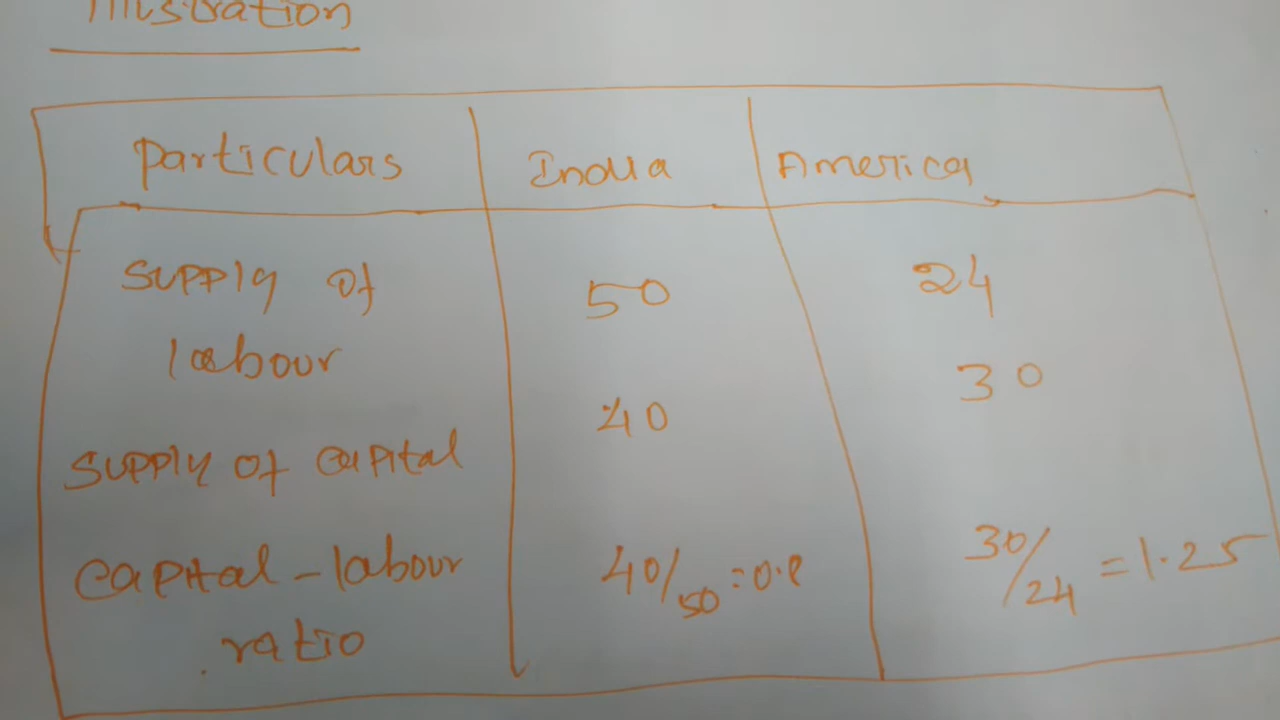 Illustration
Particulars India America
Supply of 50 24
labour
30
40
Supply of capital
Capital-labour 40/50=0.8 30/24=1.25
ratio